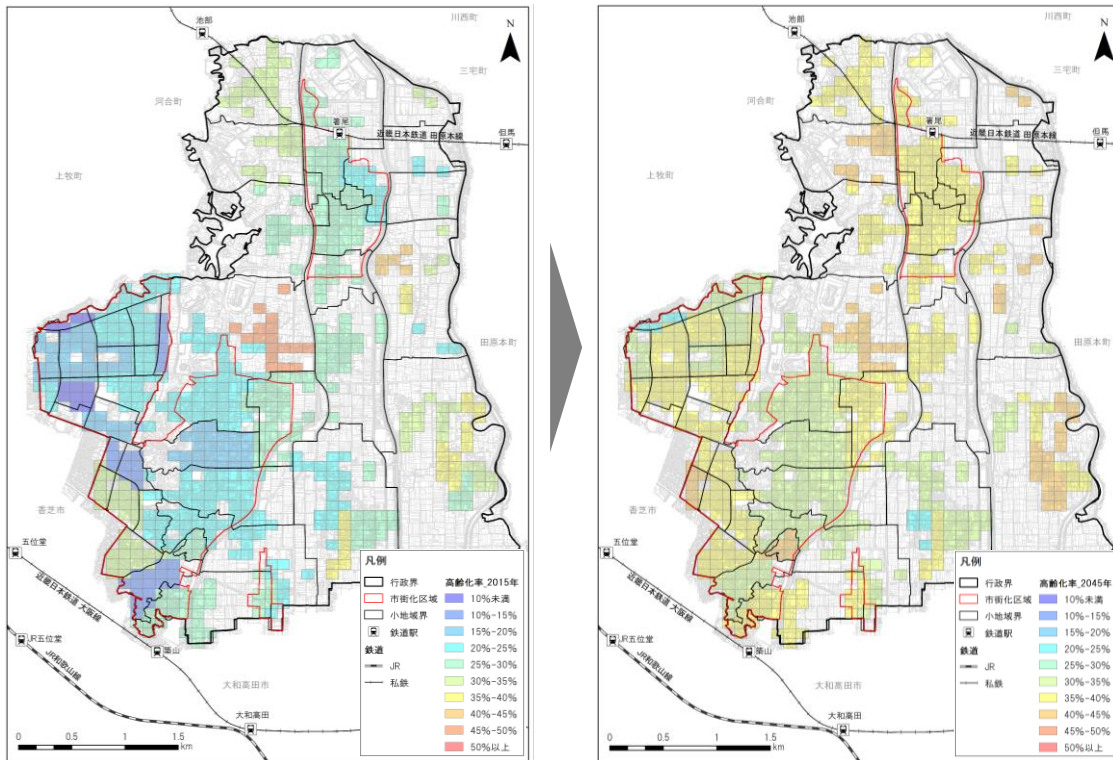 池部
川西町
N
三宅町
河合町
箸尾
近畿日本鉄道 田原本線
但馬
上牧町
田原本町
香芝市
五位堂
近畿日本鉄道 大阪線
JR五位堂
JR和歌山線
築山
大和高田市
大和高田
0 0.5 1 1.5
km
凡例
行政界
市街化区域
小地域界
鉄道駅
鉄道
JR
私鉄
高齢化率_2015年
10%未満
10%-15%
15%-20%
20%-25%
25%-30%
30%-35%
35%-40%
40%-45%
45%-50%
50%以上
池部
川西町
N
三宅町
河合町
箸尾
近畿日本鉄道 田原本線
但馬
上牧町
田原本町
香芝市
五位堂
近畿日本鉄道 大阪線
JR五位堂
JR和歌山線
築山
大和高田市
大和高田
0 0.5 1 1.5
km
凡例
行政界
市街化区域
小地域界
鉄道駅
鉄道
JR
私鉄
高齢化率_2045年
10%未満
10%-15%
15%-20%
20%-25%
25%-30%
30%-35%
35%-40%
40%-45%
45%-50%
50%以上